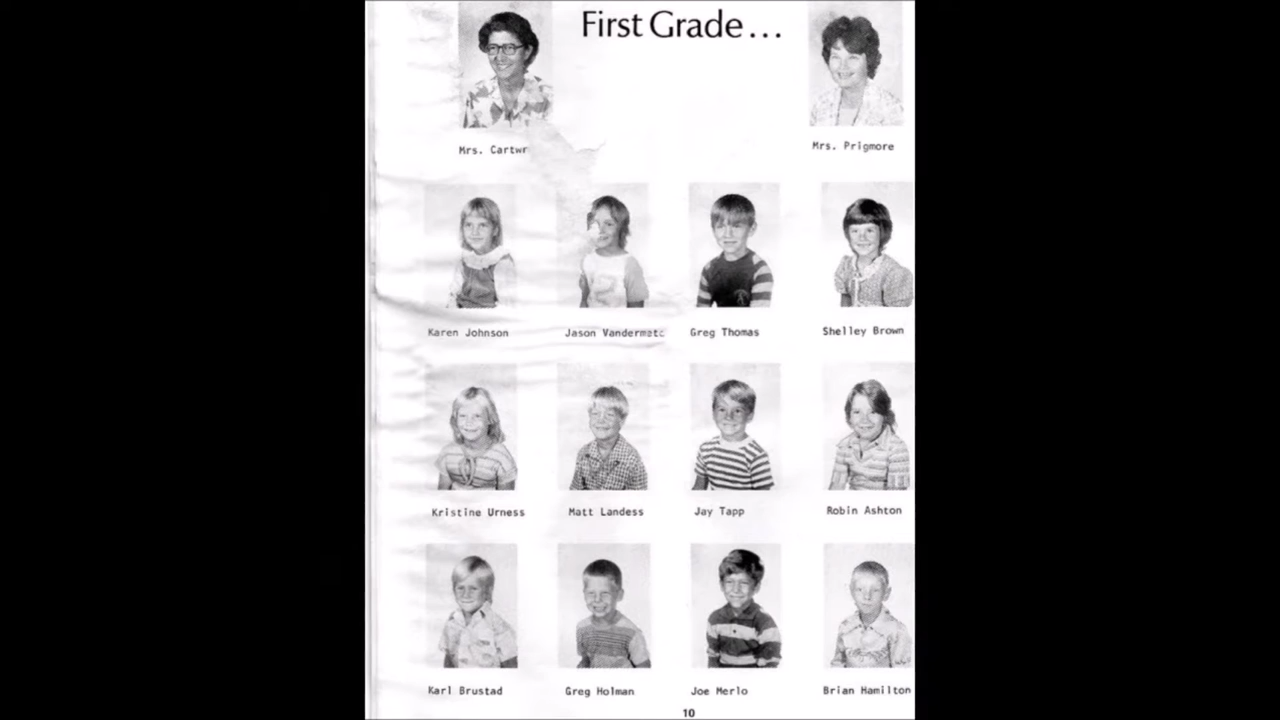 First Grade...
Mrs. Cartwr
Mrs. Prigmore
Karen Johnson
Jason Vandermate
Greg Thomas
Shelley Brown
Kristine Urness
Matt Landess
Jay Tapp
Robin Ashton
Karl Brustad
Greg Holman
Joe Merlo
Brian Hamilton
10